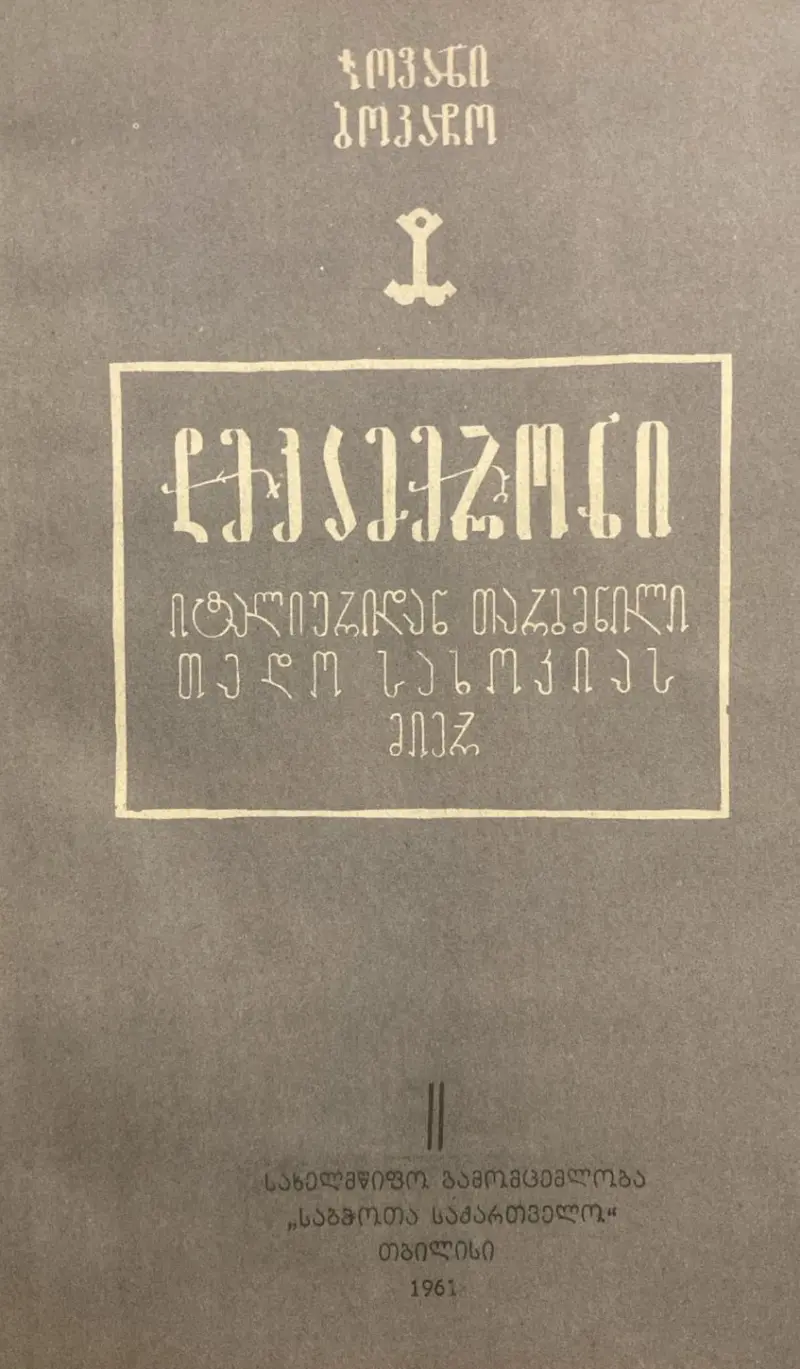 ჯოვანი
ბოკაჩო
დეკამერონი
იტალიურიდან თარგმნილი
თედო სახოკიას
მიერ
II
სახელმწიფო გამომცემლობა
„საბჭოთა საქართველო“
თბილისი
1961